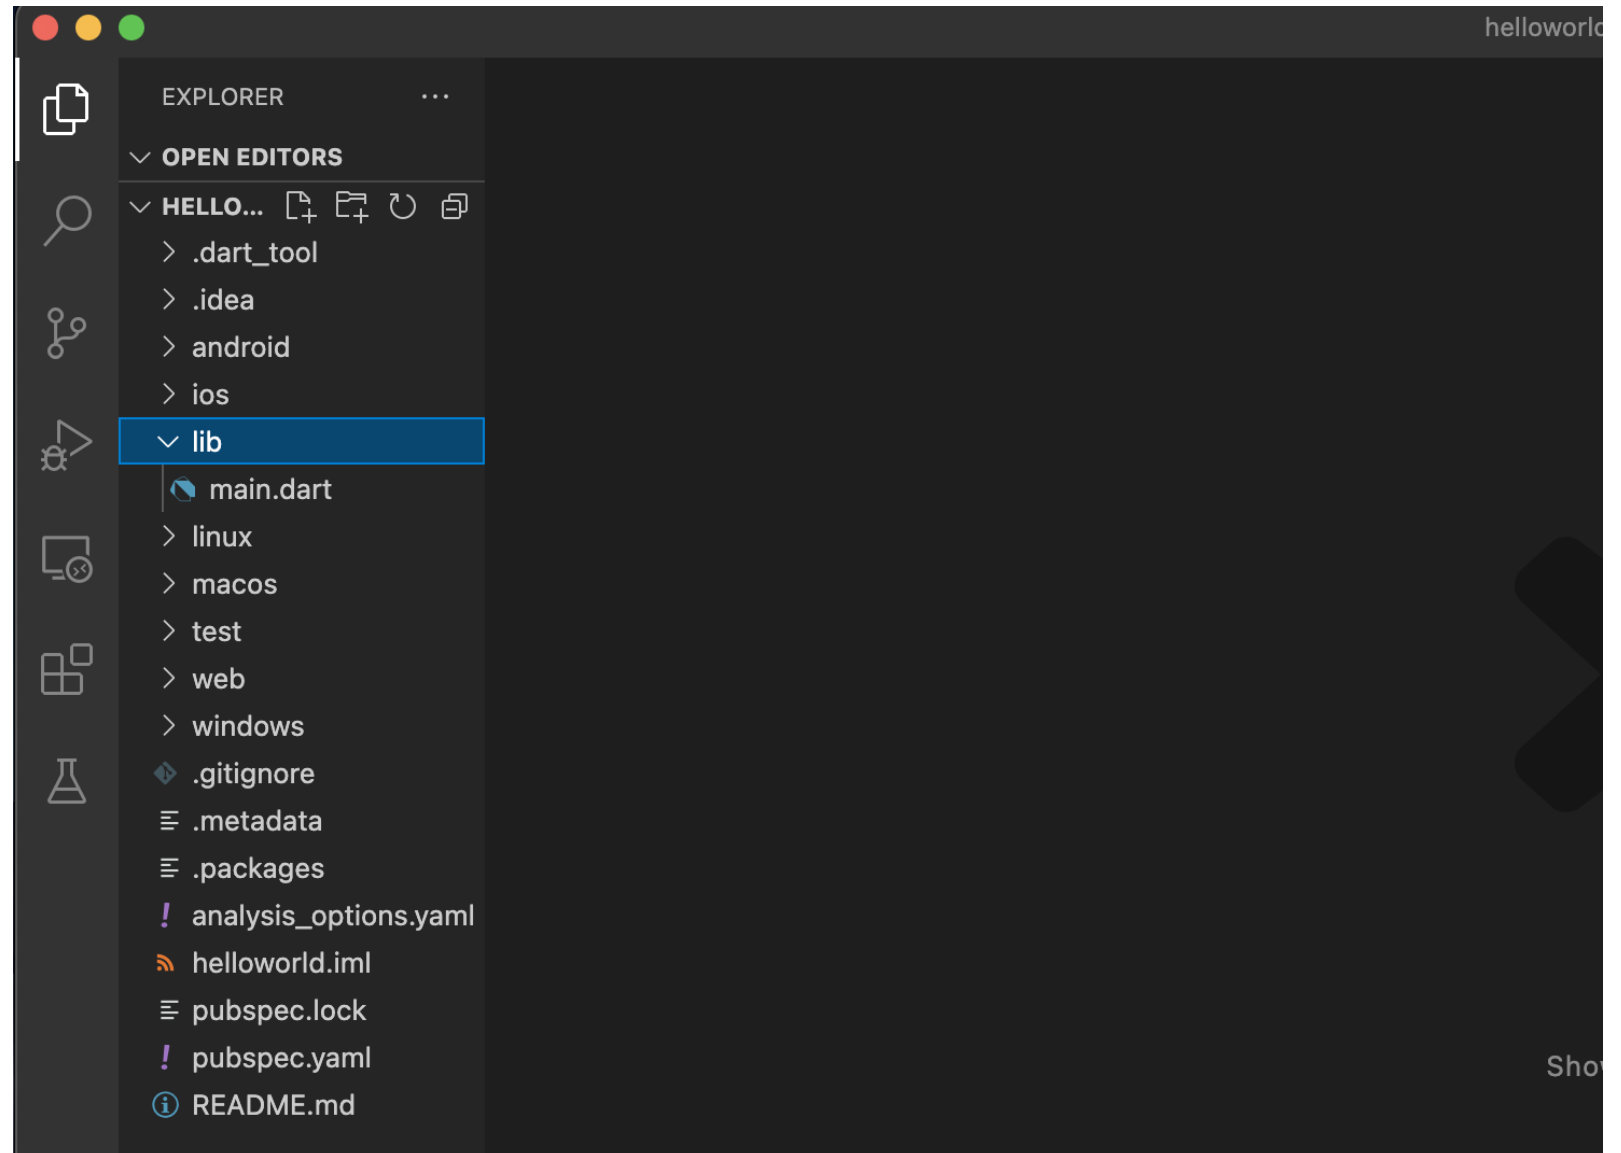 helloworld
EXPLORER ...
OPEN EDITORS
HELLO...
.dart_tool
.idea
android
ios
lib
main.dart
linux
macos
test
web
windows
.gitignore
.metadata
.packages
! analysis_options.yaml
helloworld.iml
pubspec.lock
! pubspec.yaml
README.md